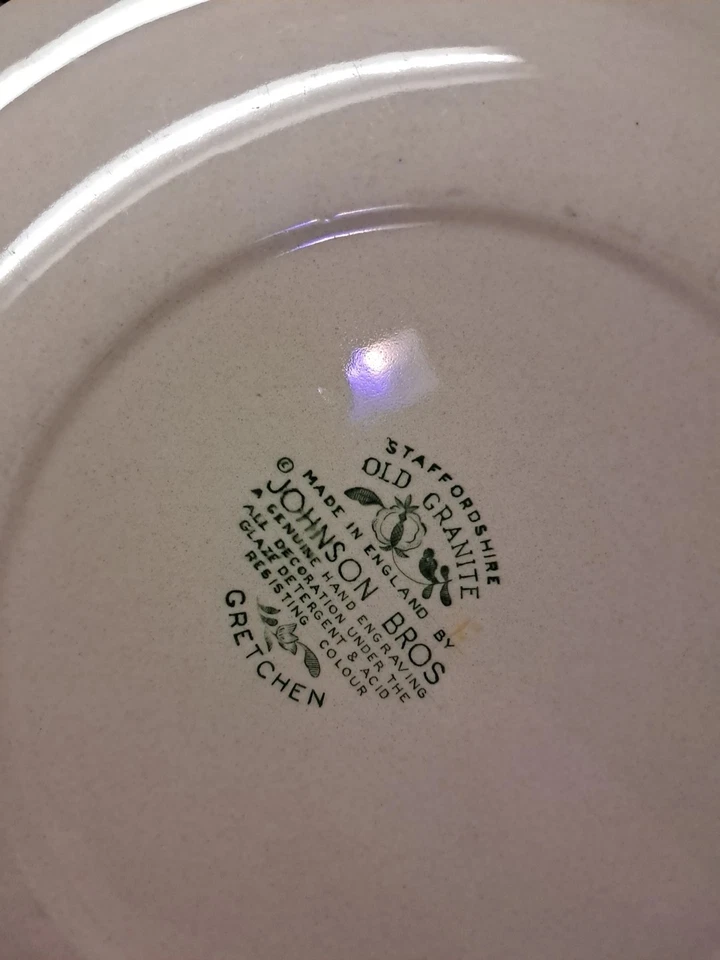 STAFFORDSHIRE
OLD GRANITE
© MADE IN ENGLAND BY
JOHNSON BROS
A GENUINE HAND ENGRAVING
ALL DECORATION UNDER THE
GLAZE DETERGENT & ACID
RESISTING COLOUR
GRETCHEN